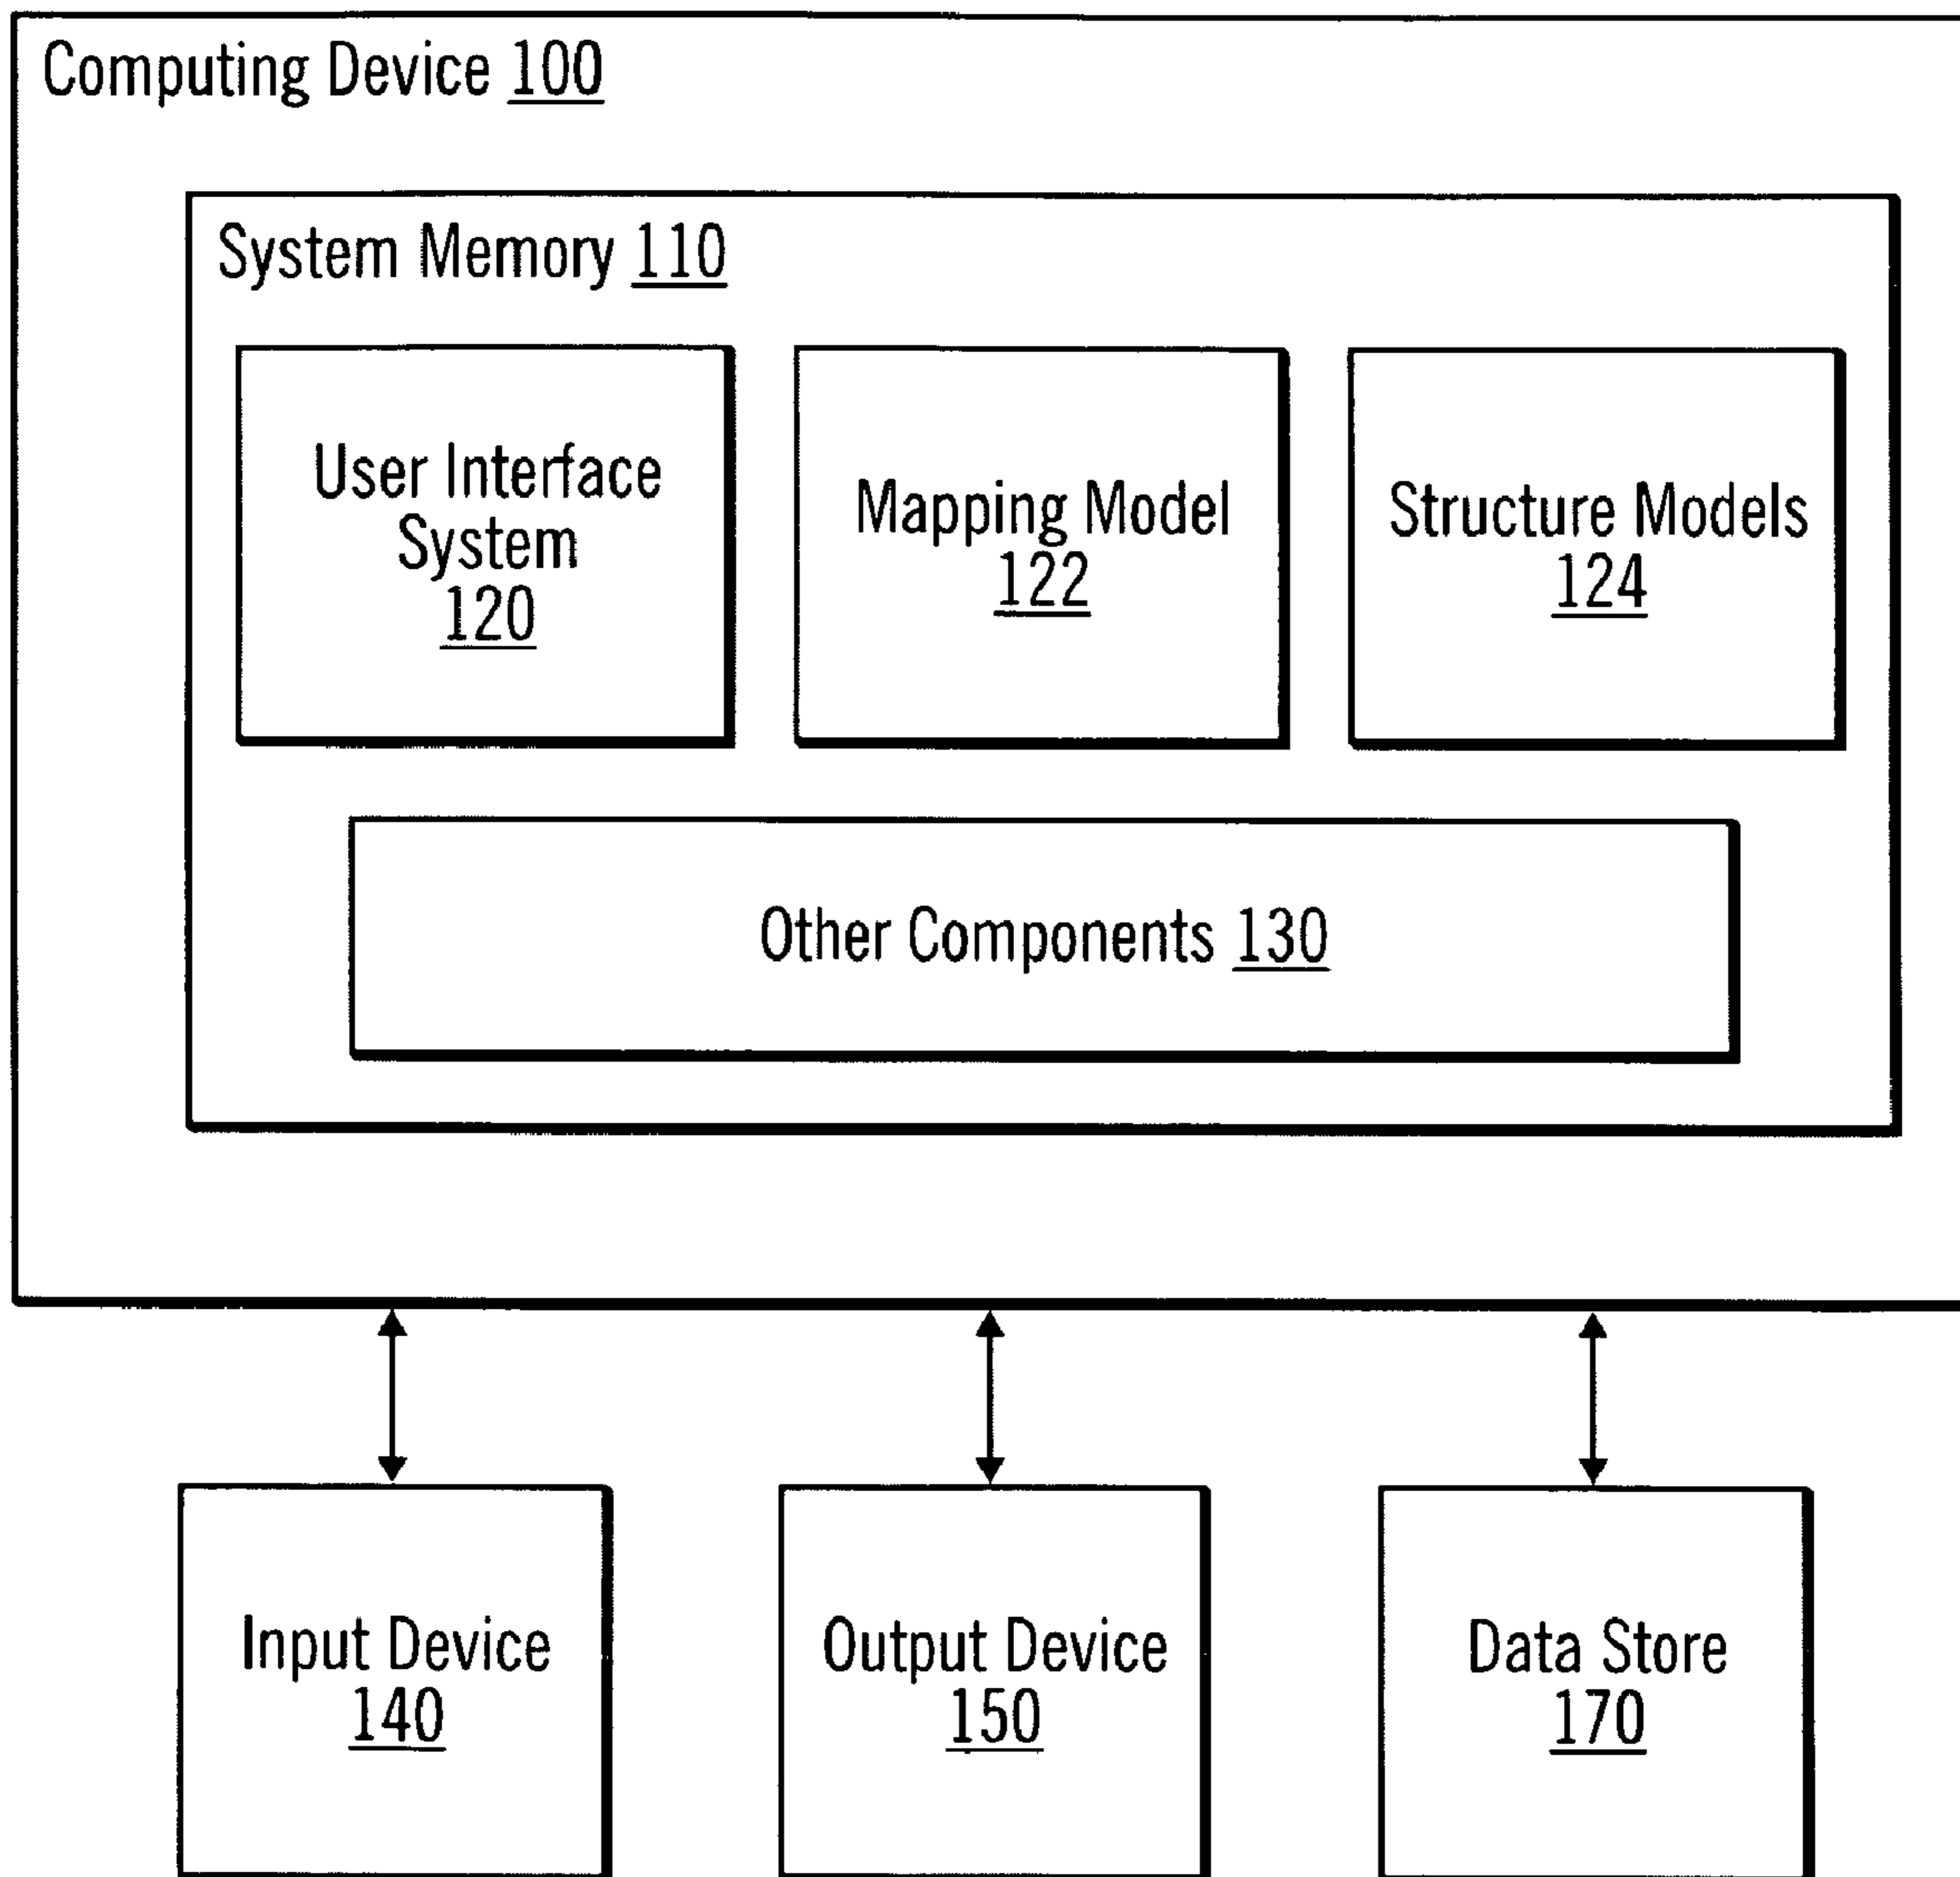 Computing Device 100
System Memory 110
User Interface
System
120
Mapping Model
122
Structure Models
124
Other Components 130
Input Device
140
Output Device
150
Data Store
170